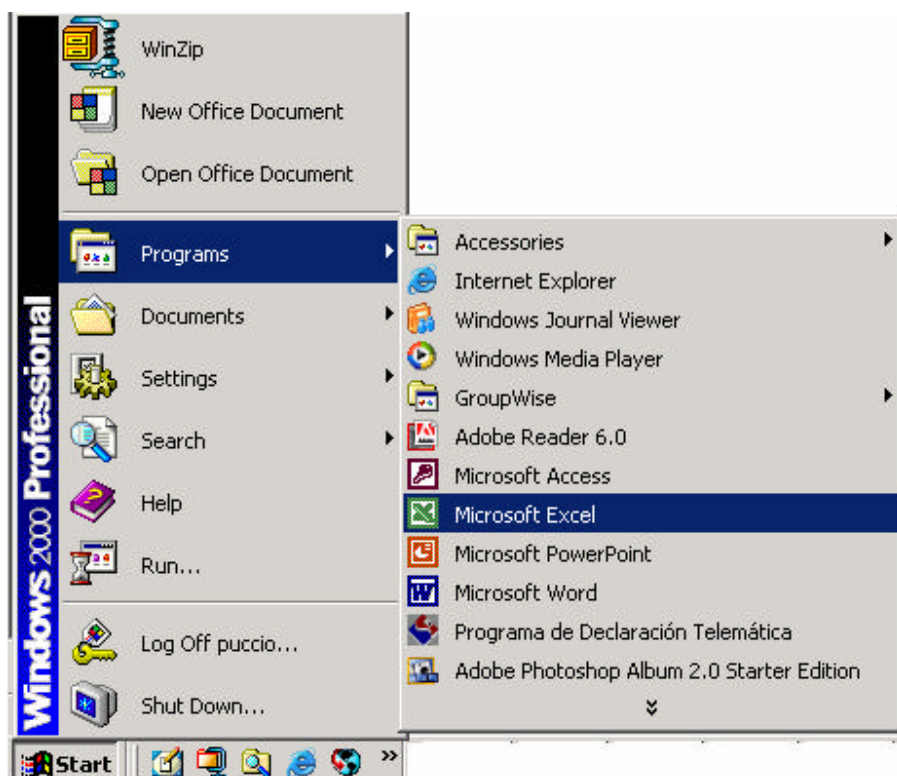 WinZip
New Office Document
Open Office Document
Programs
Documents
Settings
Search
Help
Run...
Log Off puccio...
Shut Down...
Windows 2000 Professional
Start
»
Accessories
Internet Explorer
Windows Journal Viewer
Windows Media Player
GroupWise
Adobe Reader 6.0
Microsoft Access
Microsoft Excel
Microsoft PowerPoint
Microsoft Word
Programa de Declaración Telemática
Adobe Photoshop Album 2.0 Starter Edition